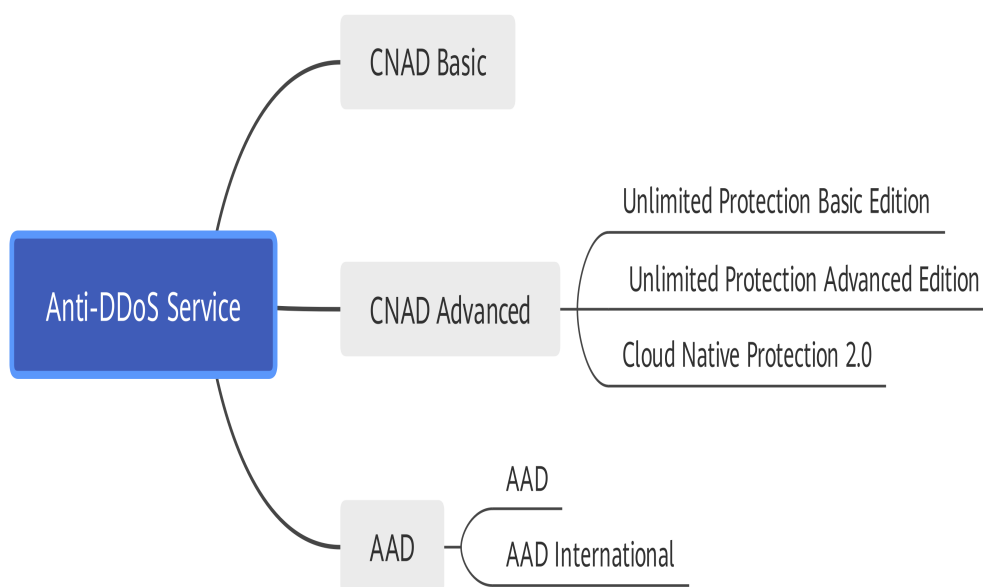 CNAD Basic
Unlimited Protection Basic Edition
Unlimited Protection Advanced Edition
Anti-DDoS Service
CNAD Advanced
Cloud Native Protection 2.0
AAD
AAD
AAD International